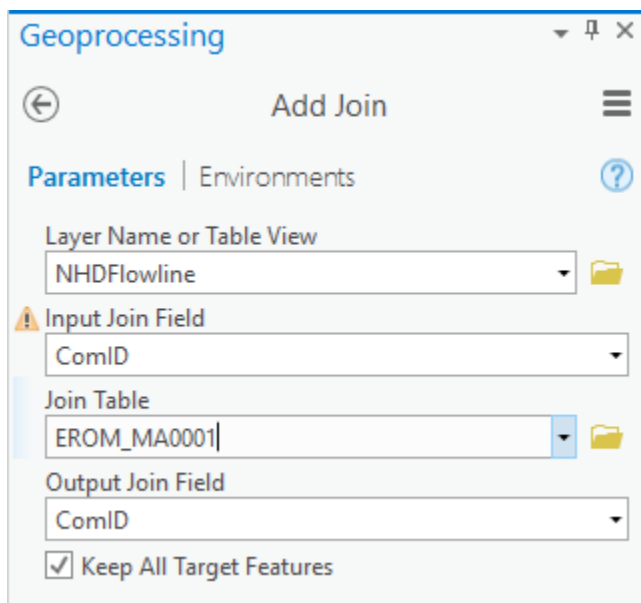 Geoprocessing
Add Join
Parameters | Environments
Layer Name or Table View
NHDFlowline
Input Join Field
ComID
Join Table
EROM_MA0001
Output Join Field
ComID
Keep All Target Features